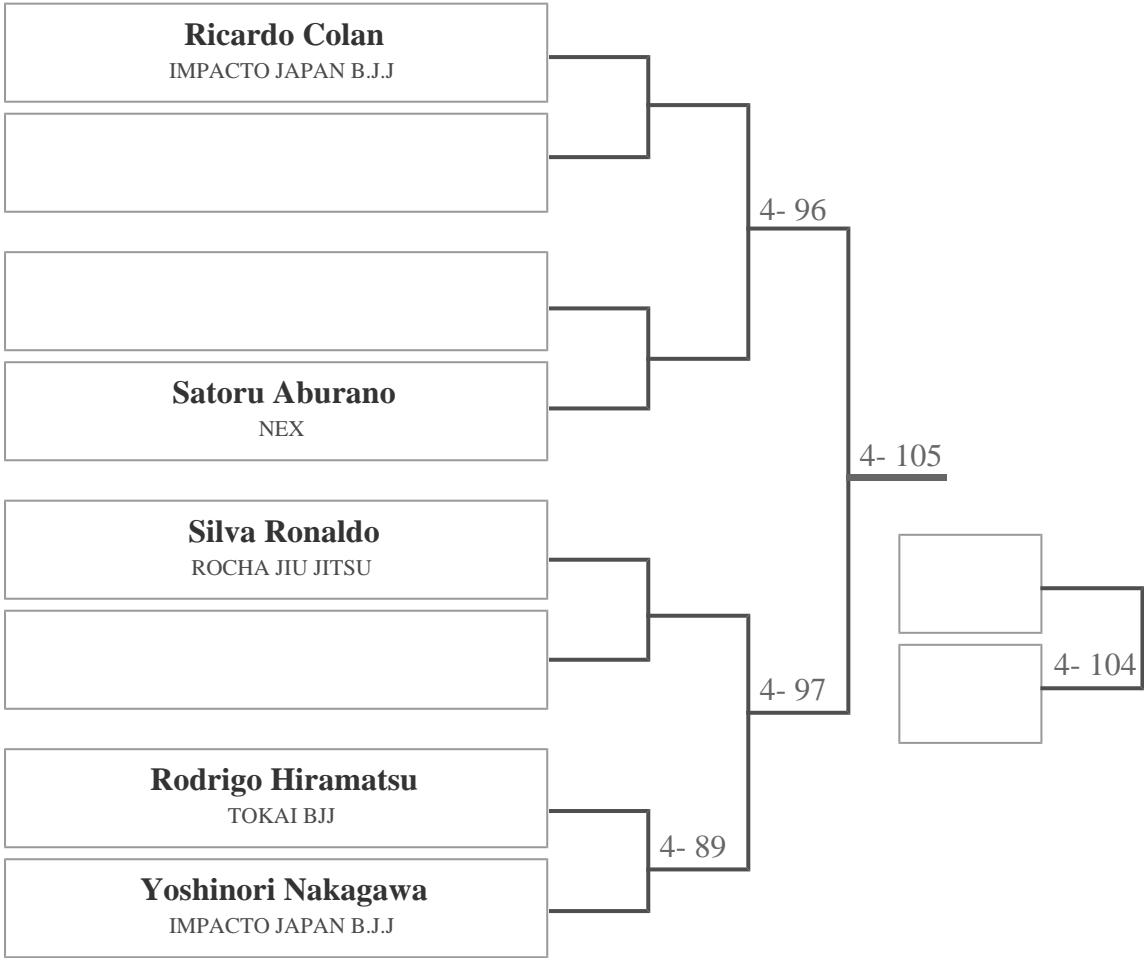 Ricardo Colan
IMPACTO JAPAN B.J.J
4- 96
Satoru Aburano
NEX
4- 105
Silva Ronaldo
ROCHA JIU JITSU
4- 104
4- 97
Rodrigo Hiramatsu
TOKAI BJJ
4- 89
Yoshinori Nakagawa
IMPACTO JAPAN B.J.J